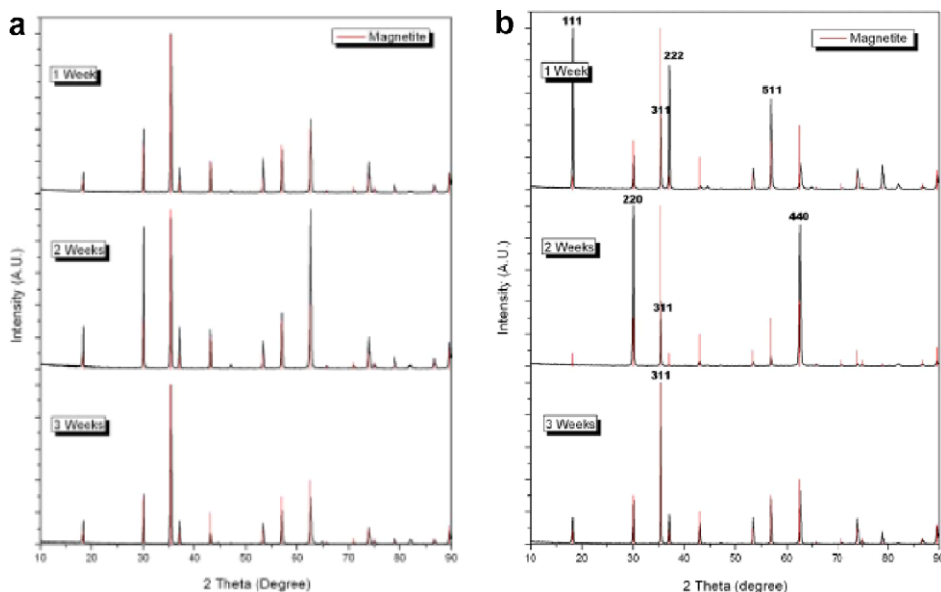 a
Magnetite
1 Week
2 Weeks
3 Weeks
Intensity (A.U.)
10 20 30 40 50 60 70 80 90
2 Theta (Degree)
b
Magnetite
111
222
1 Week
511
311
220
440
2 Weeks
311
311
3 Weeks
Intensity (A.U.)
10 20 30 40 50 60 70 80 90
2 Theta (degree)